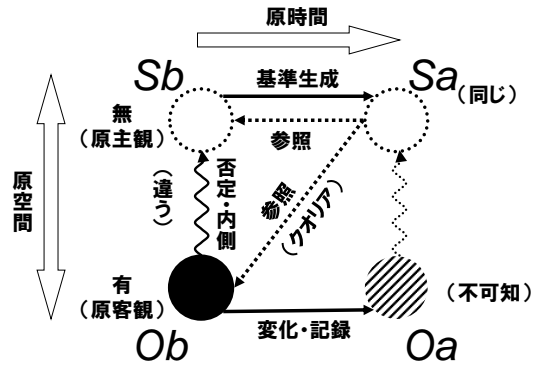 原時間
Sb
基準生成
Sa
(同じ)
無
(原主観)
参照
原空間
(違う)
否定・内側
参照
(クオリア)
有
(原客観)
(不可知)
変化・記録
Ob
Oa